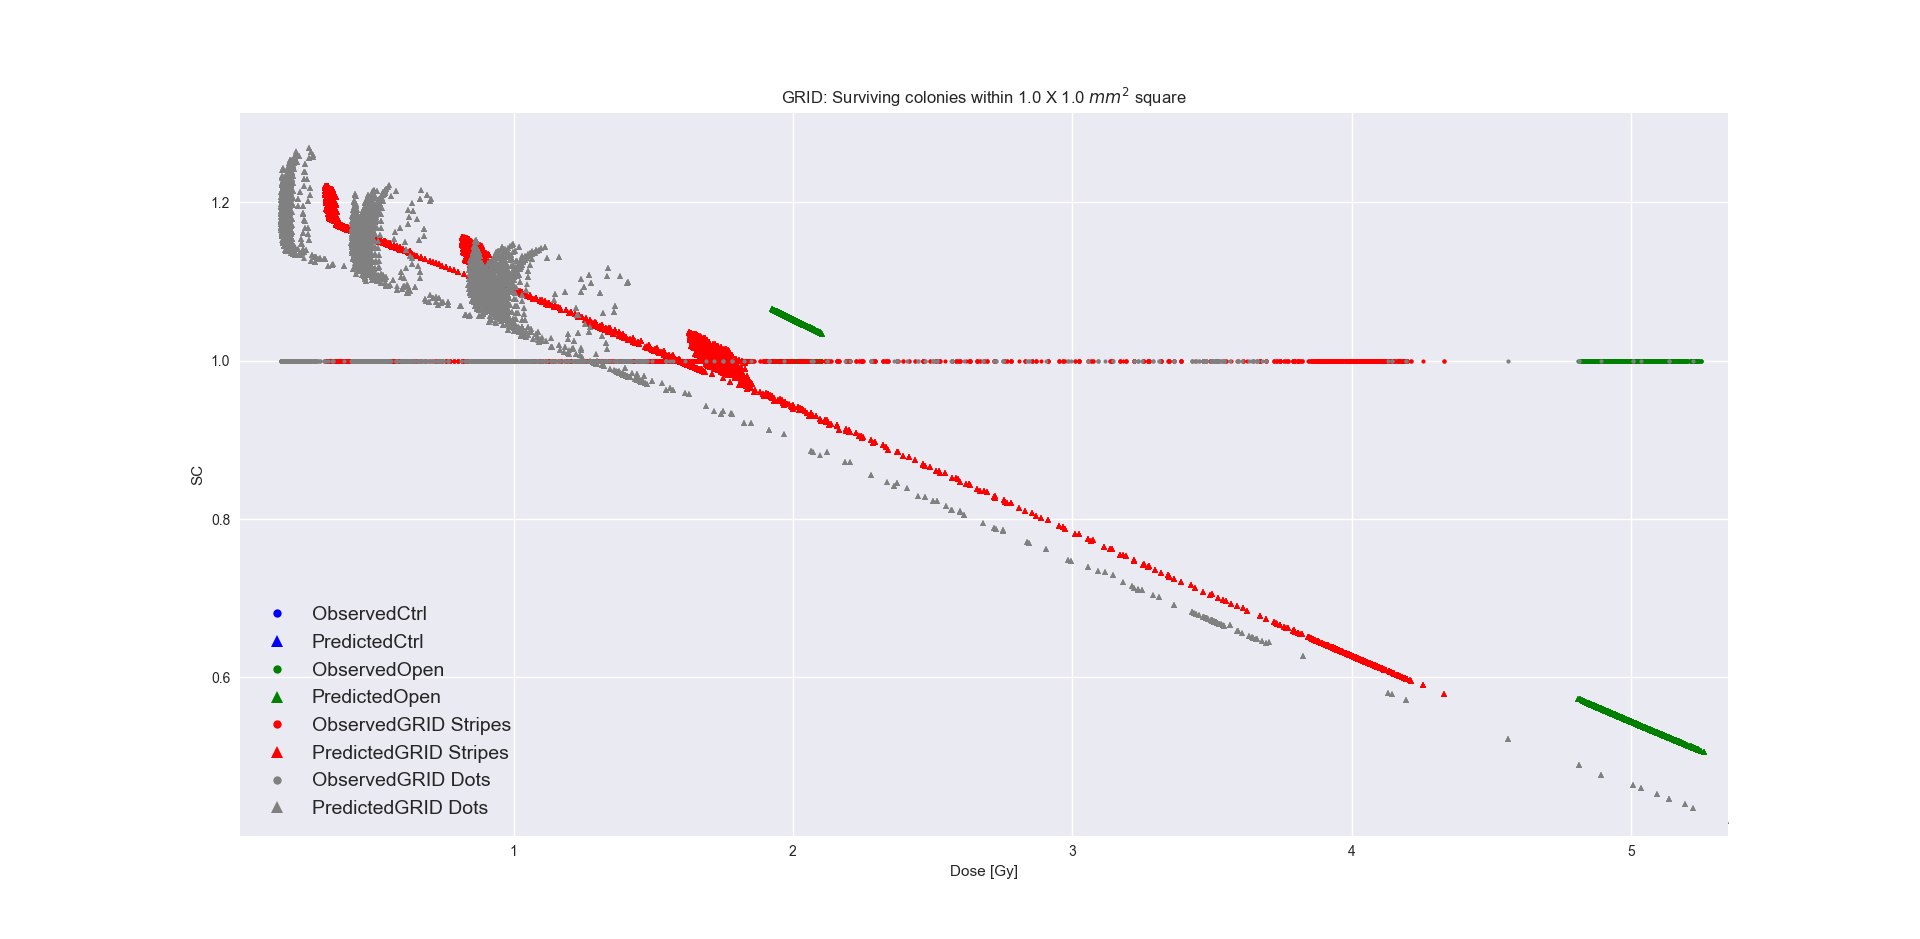 GRID: Surviving colonies within 1.0 X 1.0 mm² square
1.2
1.0
0.8
0.6
SC
ObservedCtrl
PredictedCtrl
ObservedOpen
PredictedOpen
ObservedGRID Stripes
PredictedGRID Stripes
ObservedGRID Dots
PredictedGRID Dots
1 2 3 4 5
Dose [Gy]